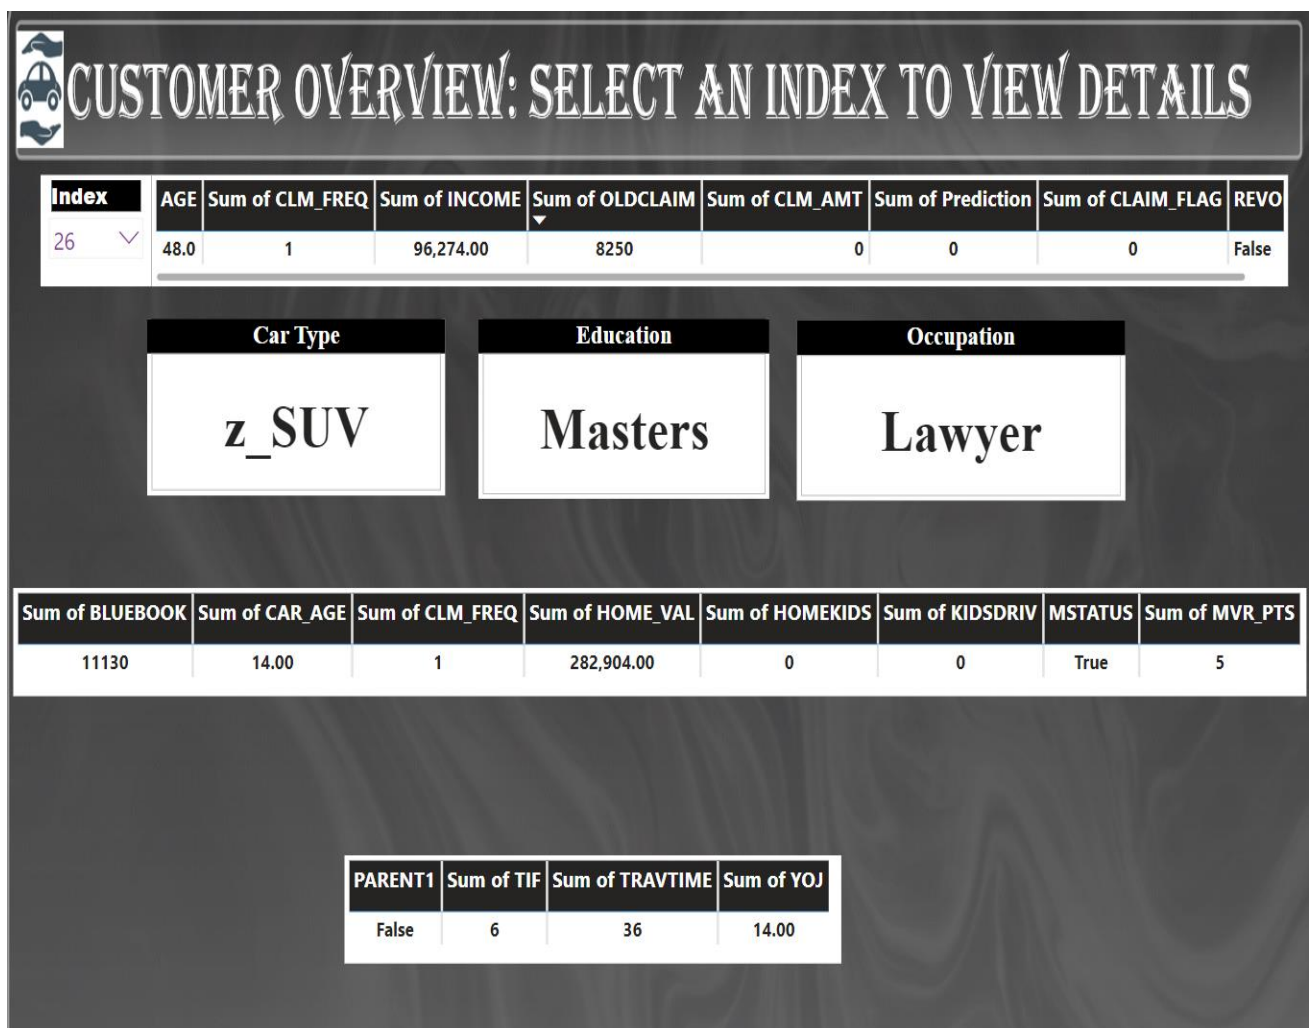 CUSTOMER OVERVIEW: SELECT AN INDEX TO VIEW DETAILS
Index
26
AGE Sum of CLM_FREQ Sum of INCOME Sum of OLDCLAIM Sum of CLM_AMT Sum of Prediction Sum of CLAIM_FLAG REVO
48.0 1 96,274.00 8250 0 0 0 False
Car Type Education Occupation
z_SUV Masters Lawyer
Sum of BLUEBOOK Sum of CAR_AGE Sum of CLM_FREQ Sum of HOME_VAL Sum of HOMEKIDS Sum of KIDSDRIV MSTATUS Sum of MVR_PTS
11130 14.00 1 282,904.00 0 0 True 5
PARENT1 Sum of TIF Sum of TRAVTIME Sum of YOJ
False 6 36 14.00